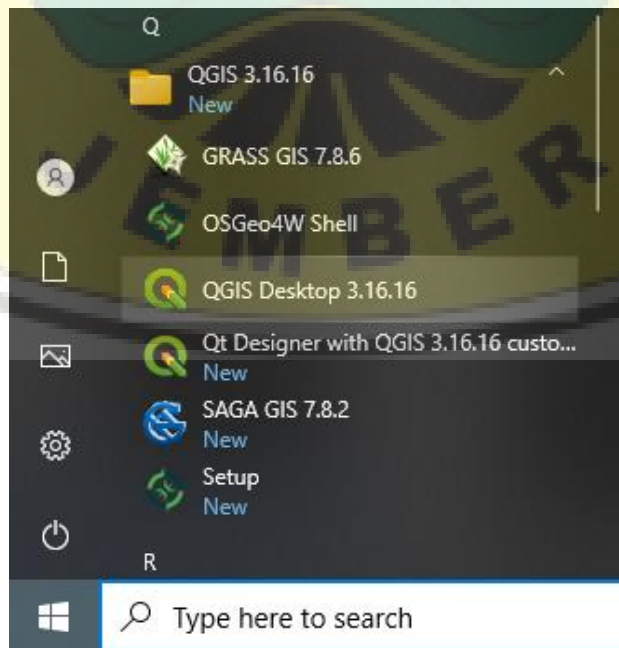 Q
QGIS 3.16.16
New
GRASS GIS 7.8.6
OSGeo4W Shell
VEMBER
QGIS Desktop 3.16.16
Qt Designer with QGIS 3.16.16 custo...
New
SAGA GIS 7.8.2
New
Setup
New
R
Type here to search